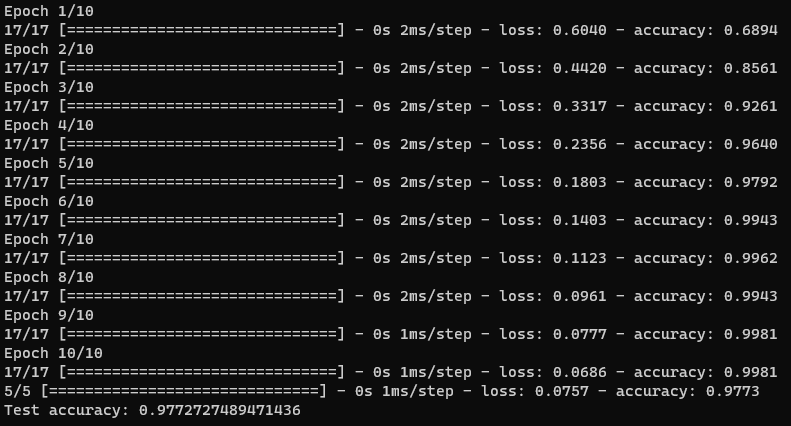 Epoch 1/10
17/17 [==============================] - 0s 2ms/step - loss: 0.6040 - accuracy: 0.6894
Epoch 2/10
17/17 [==============================] - 0s 2ms/step - loss: 0.4420 - accuracy: 0.8561
Epoch 3/10
17/17 [==============================] - 0s 2ms/step - loss: 0.3317 - accuracy: 0.9261
Epoch 4/10
17/17 [==============================] - 0s 2ms/step - loss: 0.2356 - accuracy: 0.9640
Epoch 5/10
17/17 [==============================] - 0s 2ms/step - loss: 0.1803 - accuracy: 0.9792
Epoch 6/10
17/17 [==============================] - 0s 2ms/step - loss: 0.1403 - accuracy: 0.9943
Epoch 7/10
17/17 [==============================] - 0s 2ms/step - loss: 0.1123 - accuracy: 0.9962
Epoch 8/10
17/17 [==============================] - 0s 2ms/step - loss: 0.0961 - accuracy: 0.9943
Epoch 9/10
17/17 [==============================] - 0s 1ms/step - loss: 0.0777 - accuracy: 0.9981
Epoch 10/10
17/17 [==============================] - 0s 1ms/step - loss: 0.0686 - accuracy: 0.9981
5/5 [==============================] - 0s 1ms/step - loss: 0.0757 - accuracy: 0.9773
Test accuracy: 0.9772727489471436